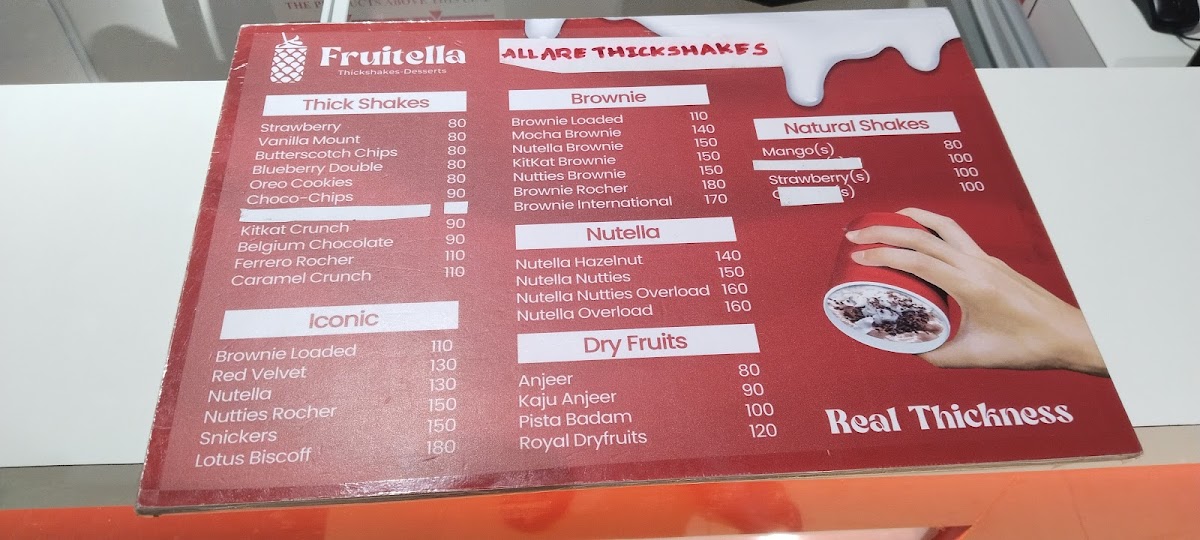 THE PR
CTS ABOVE THIS
Fruitella
Thickshakes-Desserts
ALL ARE THICKSHAKES
Thick Shakes
Strawberry 80
Vanilla Mount 80
Butterscotch Chips 80
Blueberry Double 80
Oreo Cookies 80
Choco-Chips 90
Kitkat Crunch 90
Belgium Chocolate 90
Ferrero Rocher 110
Caramel Crunch 110
Iconic
Brownie Loaded 110
Red Velvet 130
Nutella 130
Nutties Rocher 150
Snickers 150
Lotus Biscoff 180
Brownie
Brownie Loaded 110
Mocha Brownie 140
Nutella Brownie 150
KitKat Brownie 150
Nutties Brownie 150
Brownie Rocher 180
Brownie International 170
Nutella
Nutella Hazelnut 140
Nutella Nutties 150
Nutella Nutties Overload 160
Nutella Overload 160
Dry Fruits
Anjeer 80
Kaju Anjeer 90
Pista Badam 100
Royal Dryfruits 120
Natural Shakes
Mango(s) 80
100
Strawberry(s) 100
s) 100
Real Thickness